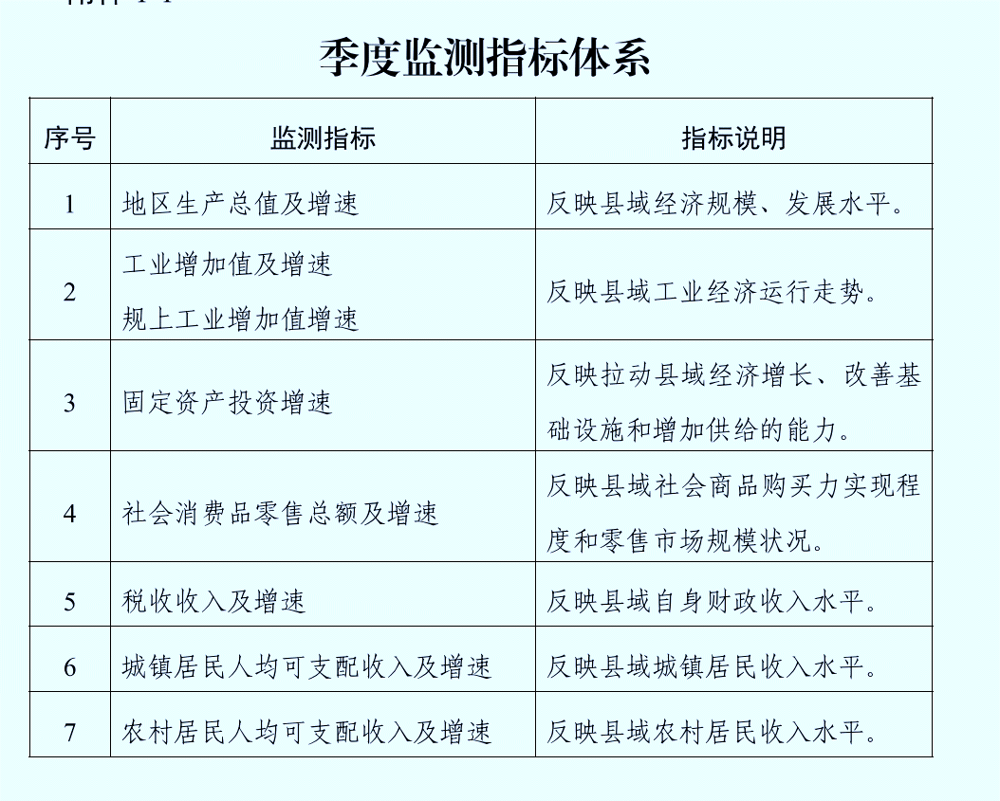 季度监测指标体系
序号 监测指标 指标说明
1 地区生产总值及增速 反映县域经济规模、发展水平。
2 工业增加值及增速
规上工业增加值增速 反映县域工业经济运行走势。
3 固定资产投资增速 反映拉动县域经济增长、改善基
础设施和增加供给的能力。
4 社会消费品零售总额及增速 反映县域社会商品购买力实现程
度和零售市场规模状况。
5 税收收入及增速 反映县域自身财政收入水平。
6 城镇居民人均可支配收入及增速 反映县域城镇居民收入水平。
7 农村居民人均可支配收入及增速 反映县域农村居民收入水平。